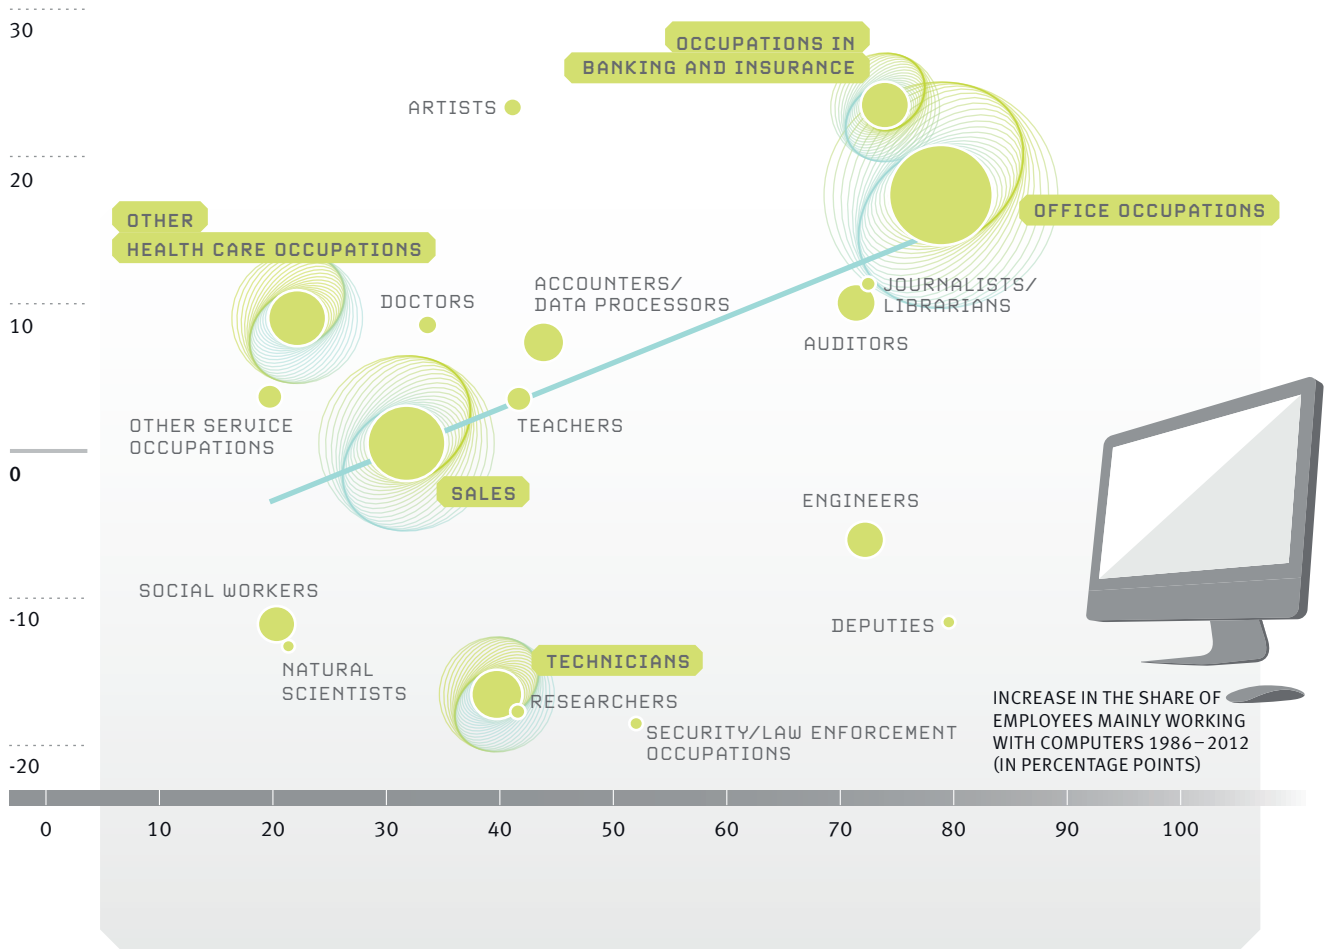 30
OCCUPATIONS IN
BANKING AND INSURANCE
ARTISTS
20
OTHER
HEALTH CARE OCCUPATIONS
OFFICE OCCUPATIONS
ACCOUNTERS/
DATA PROCESSORS
DOCTORS
JOURNALISTS/
LIBRARIANS
10
AUDITORS
OTHER SERVICE
OCCUPATIONS
TEACHERS
0
SALES
ENGINEERS
SOCIAL WORKERS
-10
DEPUTIES
NATURAL
SCIENTISTS
TECHNICIANS
RESEARCHERS
SECURITY/LAW ENFORCEMENT
OCCUPATIONS
INCREASE IN THE SHARE OF
EMPLOYEES MAINLY WORKING
WITH COMPUTERS 1986–2012
(IN PERCENTAGE POINTS)
-20
0 10 20 30 40 50 60 70 80 90 100